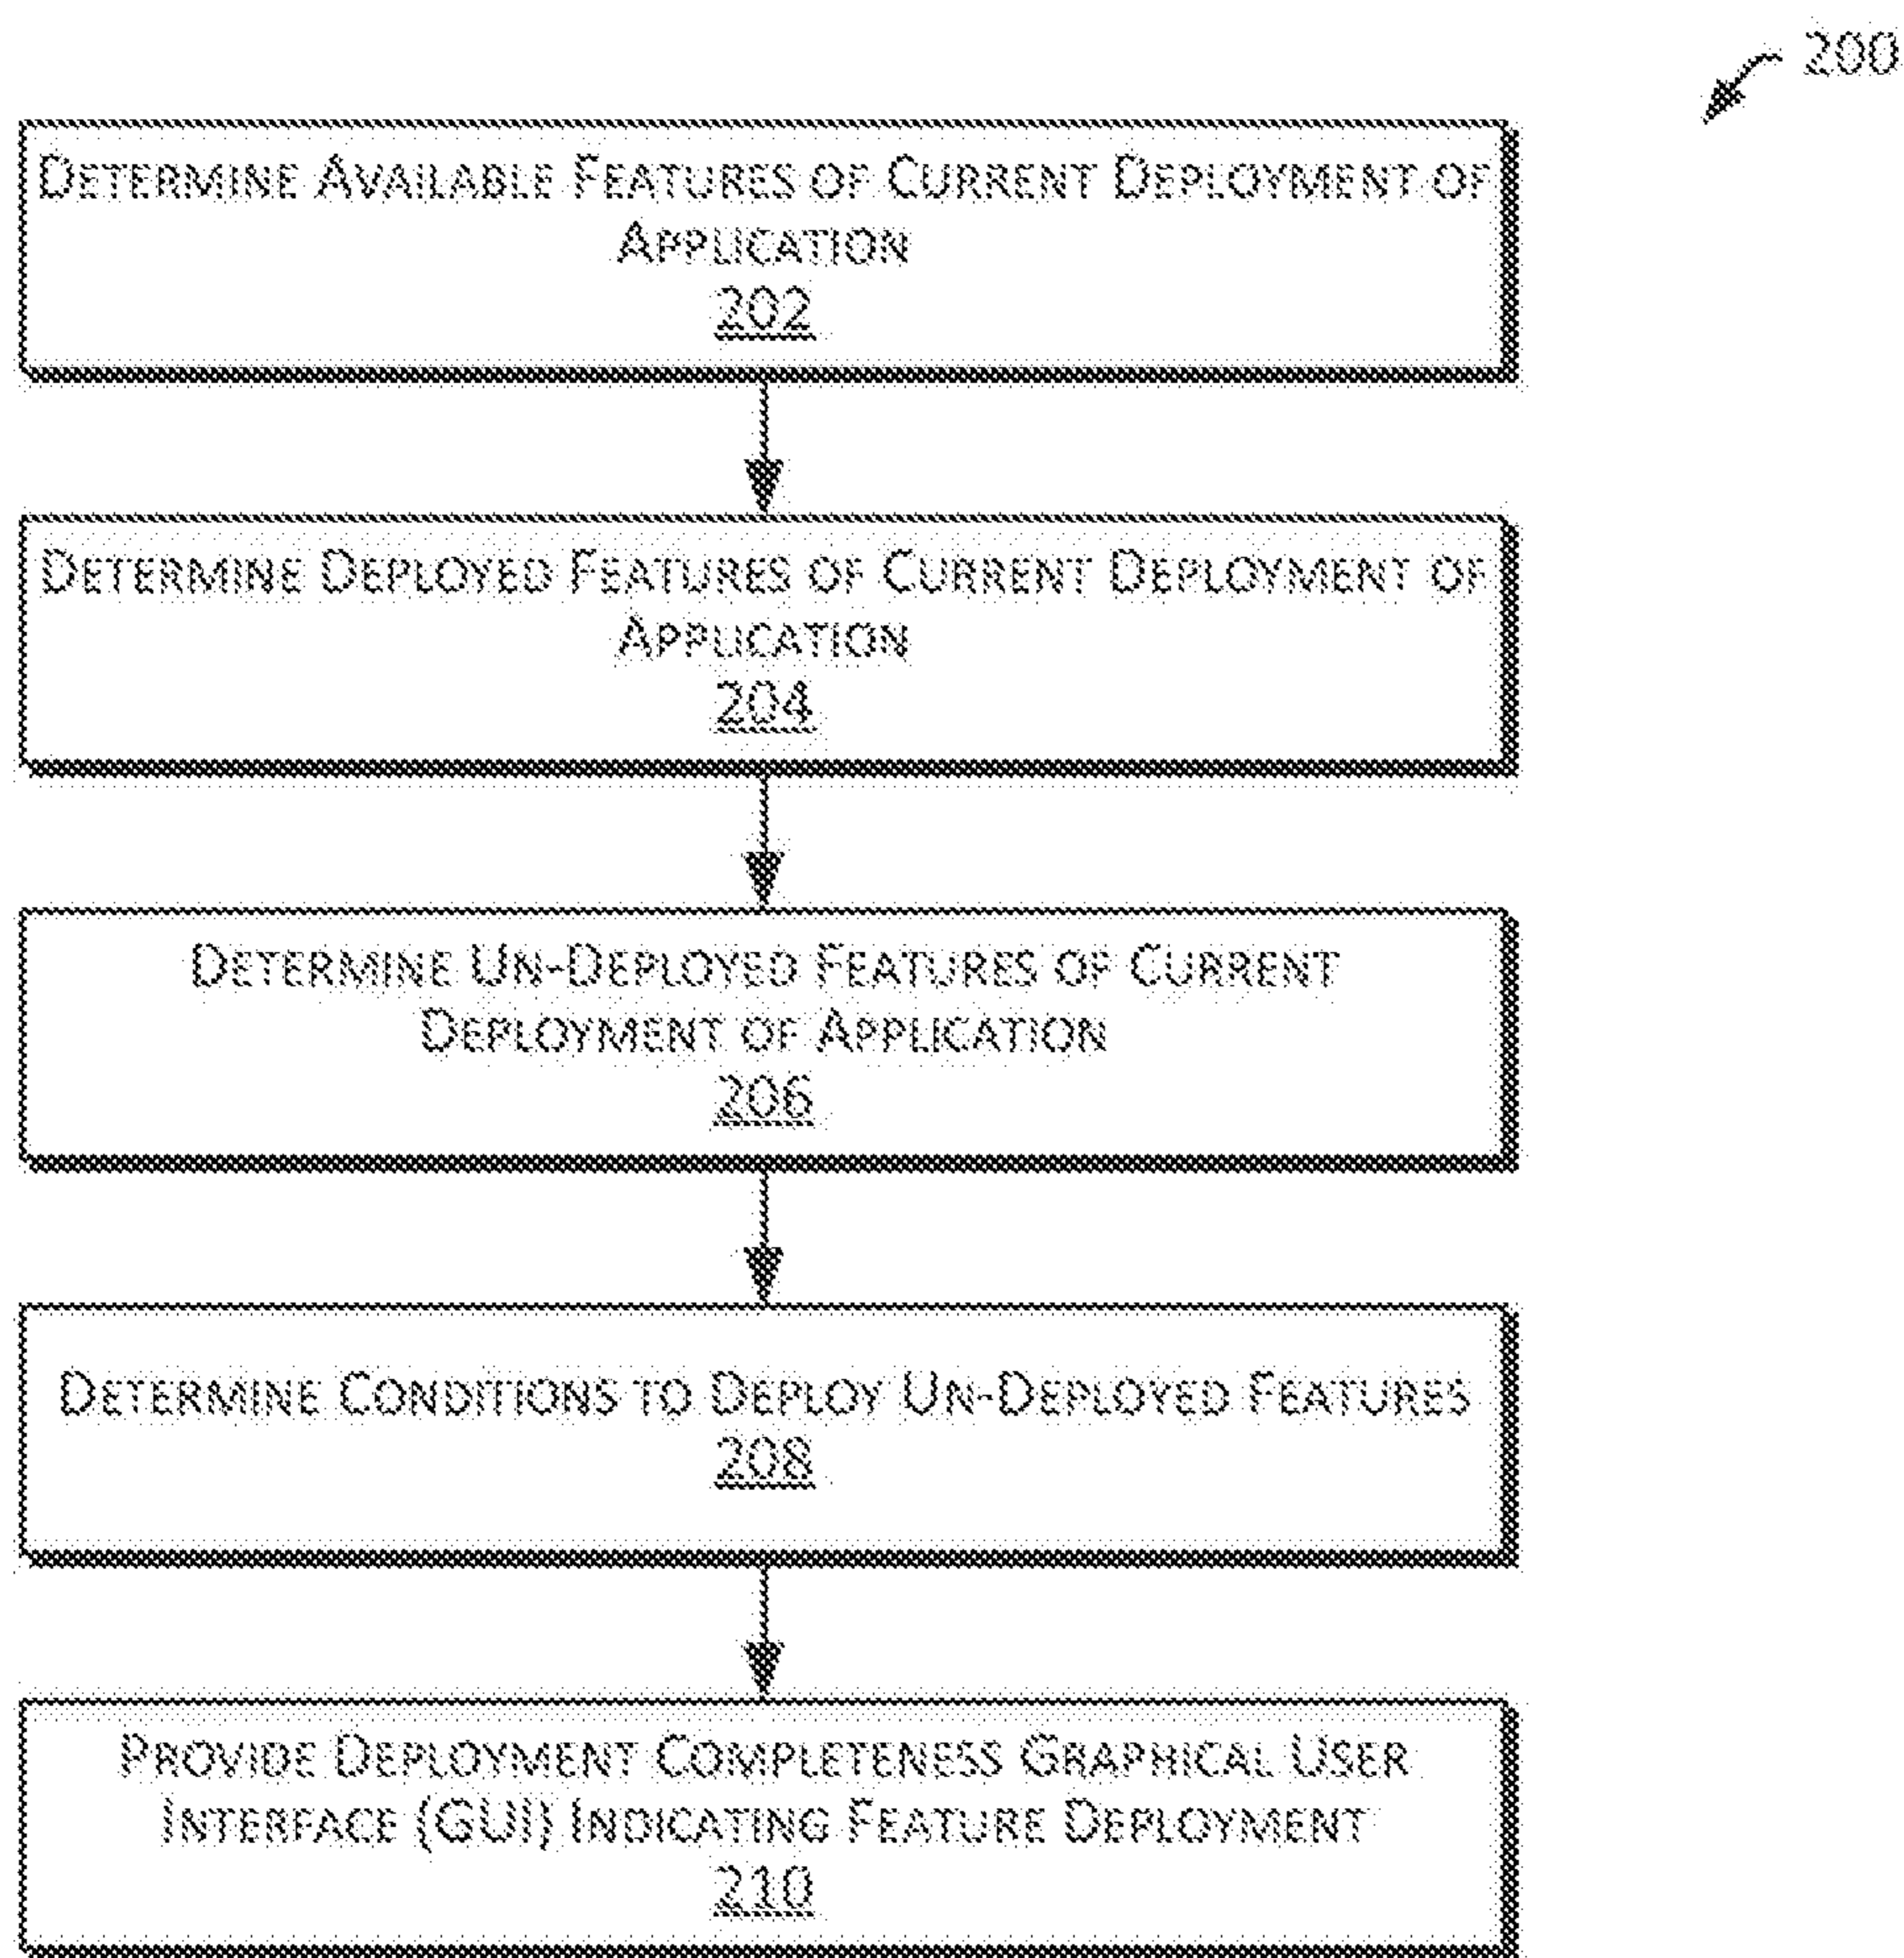 200
DETERMINE AVAILABLE FEATURES OF CURRENT DEPLOYMENT OF
APPLICATION
202
DETERMINE DEPLOYED FEATURES OF CURRENT DEPLOYMENT OF
APPLICATION
204
DETERMINE UN-DEPLOYED FEATURES OF CURRENT
DEPLOYMENT OF APPLICATION
206
DETERMINE CONDITIONS TO DEPLOY UN-DEPLOYED FEATURES
208
PROVIDE DEPLOYMENT COMPLETENESS GRAPHICAL USER
INTERFACE (GUI) INDICATING FEATURE DEPLOYMENT
210